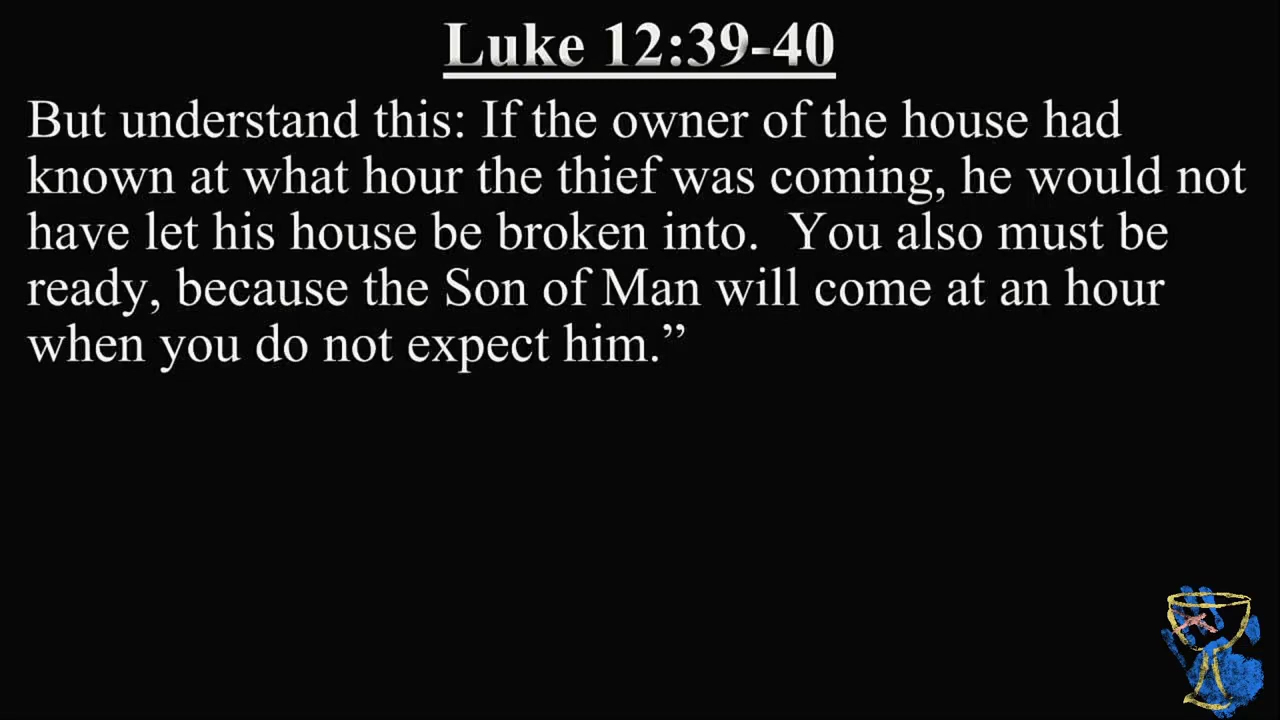 Luke 12:39-40
But understand this: If the owner of the house had
known at what hour the thief was coming, he would not
have let his house be broken into.  You also must be
ready, because the Son of Man will come at an hour
when you do not expect him.”